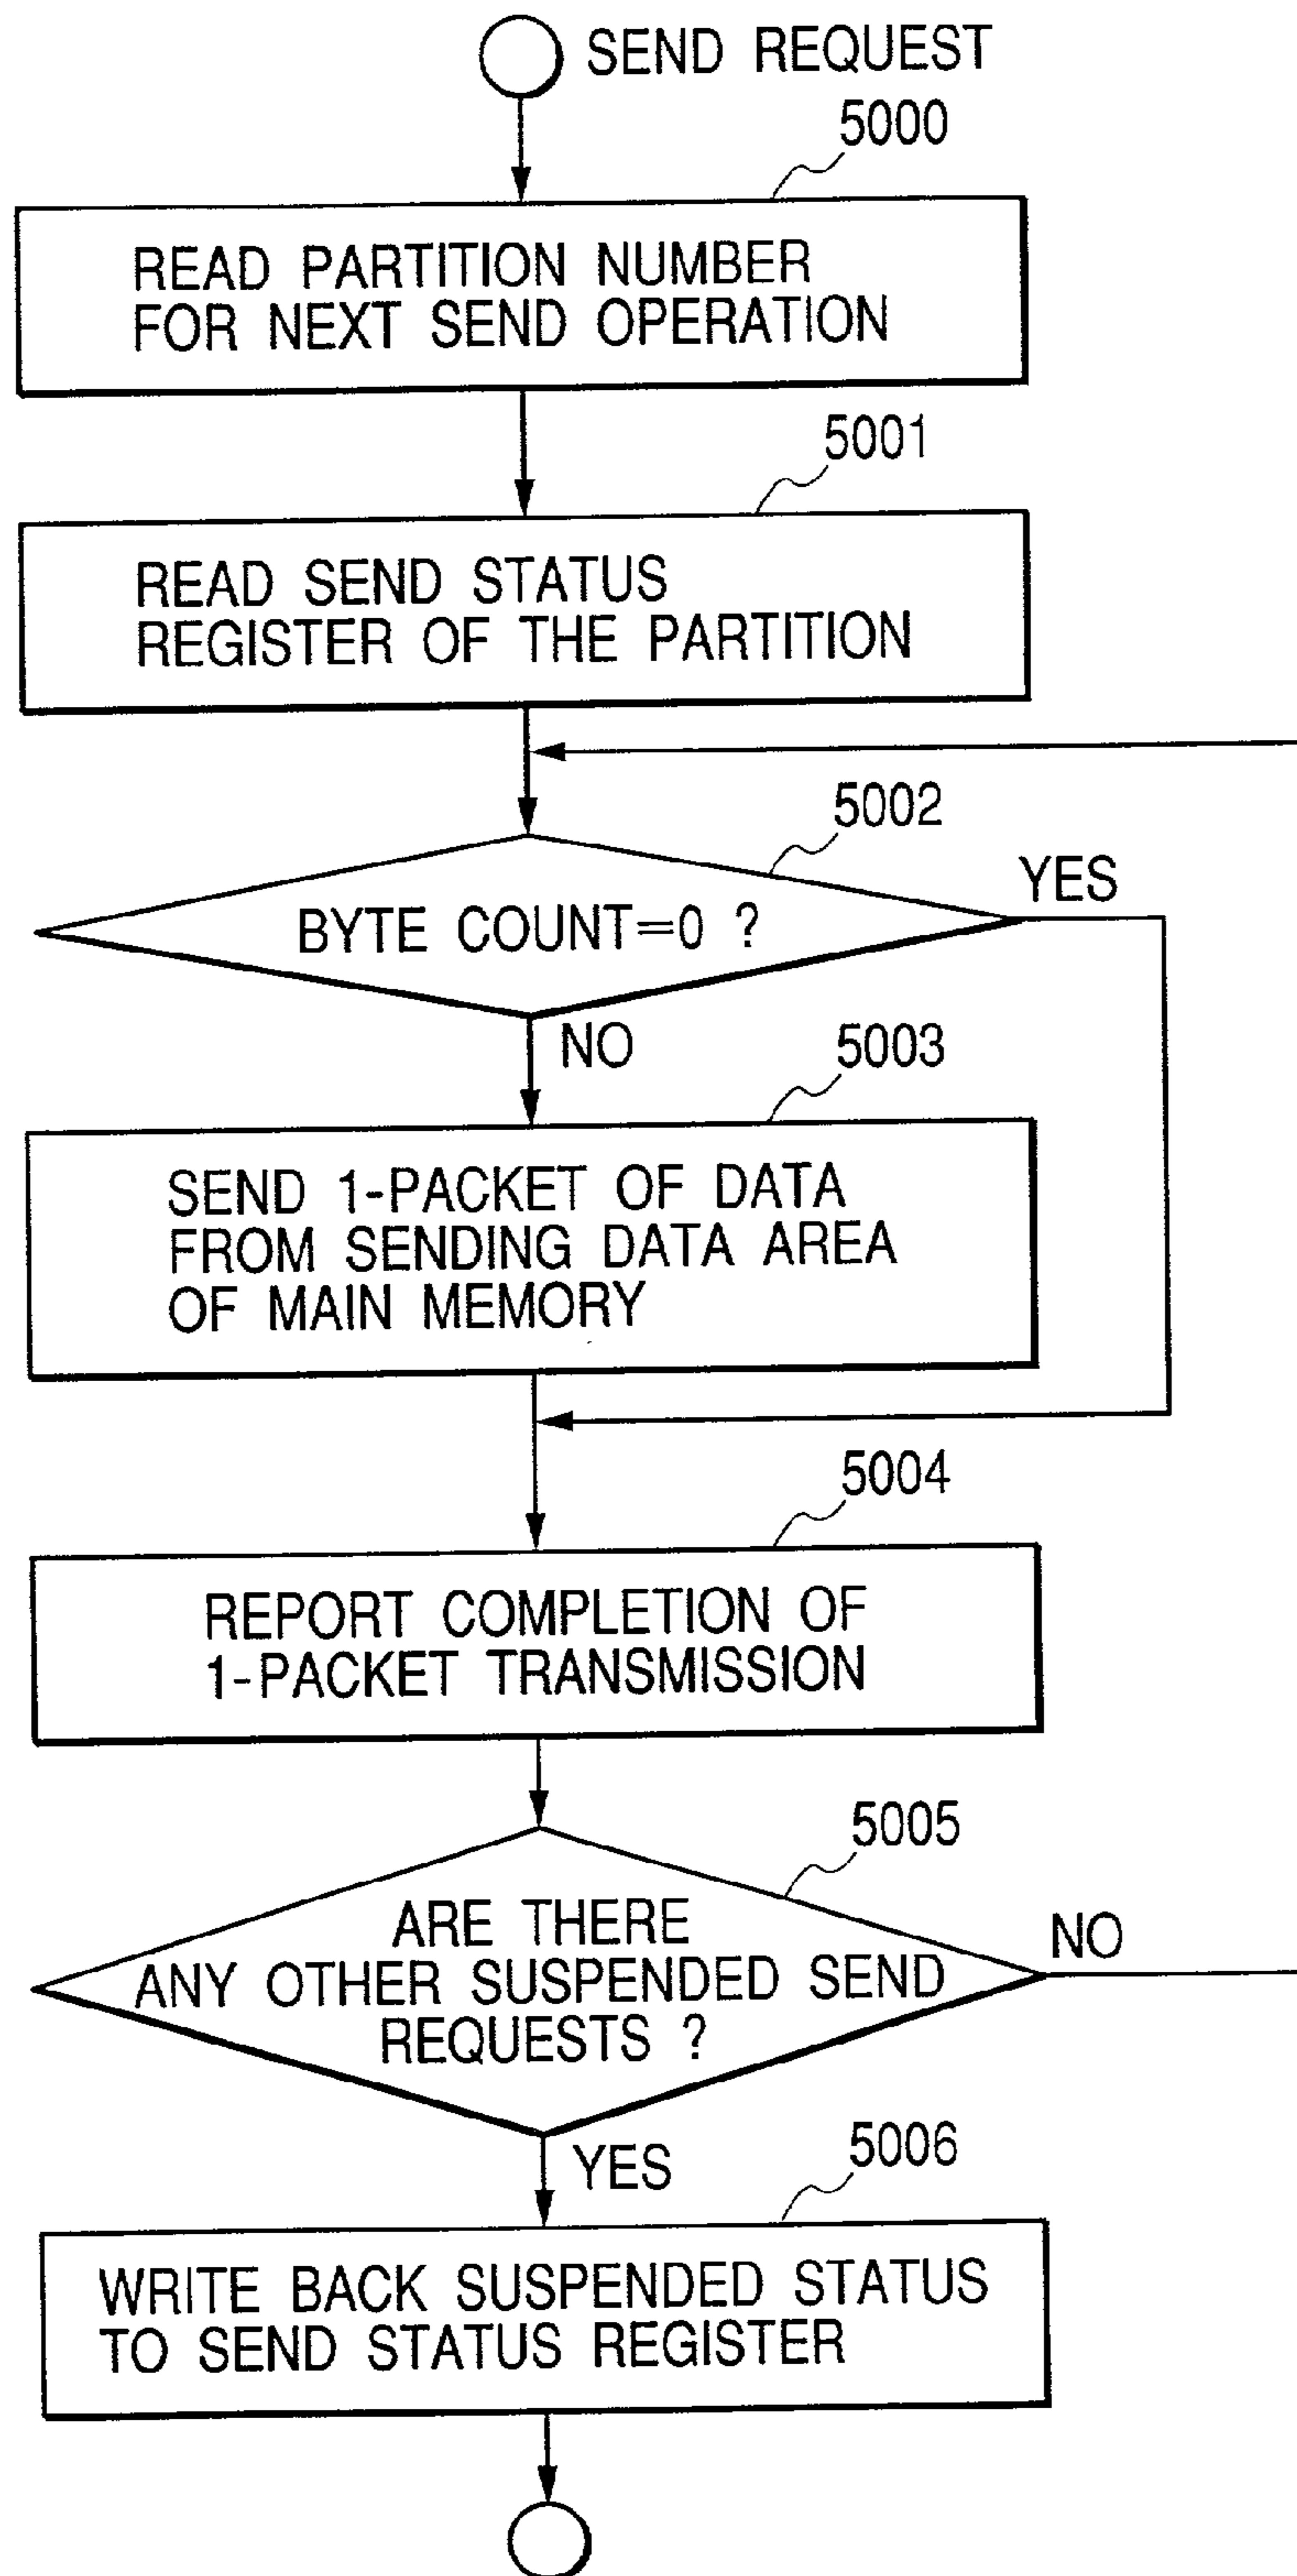 SEND REQUEST
5000
READ PARTITION NUMBER
FOR NEXT SEND OPERATION
5001
READ SEND STATUS
REGISTER OF THE PARTITION
5002
YES
BYTE COUNT=0 ?
NO
5003
SEND 1-PACKET OF DATA
FROM SENDING DATA AREA
OF MAIN MEMORY
5004
REPORT COMPLETION OF
1-PACKET TRANSMISSION
5005
ARE THERE
NO
ANY OTHER SUSPENDED SEND
REQUESTS ?
YES
5006
WRITE BACK SUSPENDED STATUS
TO SEND STATUS REGISTER